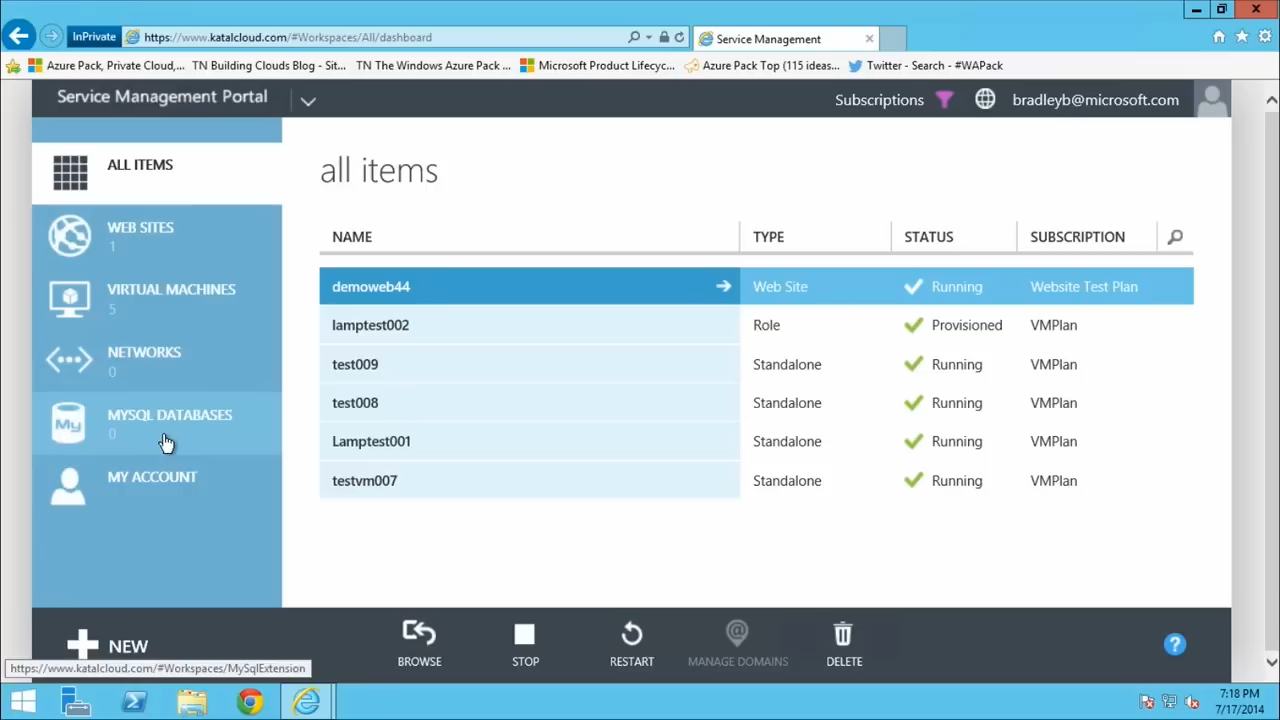 InPrivate
https://www.katalcloud.com/#Workspaces/All/dashboard
Service Management
Azure Pack, Private Cloud,...
TN Building Clouds Blog - Sit...
TN The Windows Azure Pack ...
Microsoft Product Lifecyc...
Azure Pack Top (115 ideas...
Twitter - Search - #WAPack
Service Management Portal
Subscriptions
bradleyb@microsoft.com
ALL ITEMS
WEB SITES
1
VIRTUAL MACHINES
5
NETWORKS
0
MYSQL DATABASES
0
My
MY ACCOUNT
all items
NAME TYPE STATUS SUBSCRIPTION
demoweb44 Web Site Running Website Test Plan
lamptest002 Role Provisioned VMPlan
test009 Standalone Running VMPlan
test008 Standalone Running VMPlan
Lamptest001 Standalone Running VMPlan
testvm007 Standalone Running VMPlan
NEW
BROWSE
STOP
RESTART
MANAGE DOMAINS
DELETE
?
https://www.katalcloud.com/#Workspaces/MySqlExtension
7:18 PM
7/17/2014